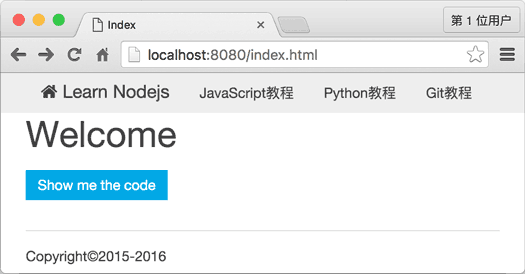 Index
第 1 位用户
localhost:8080/index.html
Learn Nodejs JavaScript教程 Python教程 Git教程
Welcome
Show me the code
Copyright©2015-2016